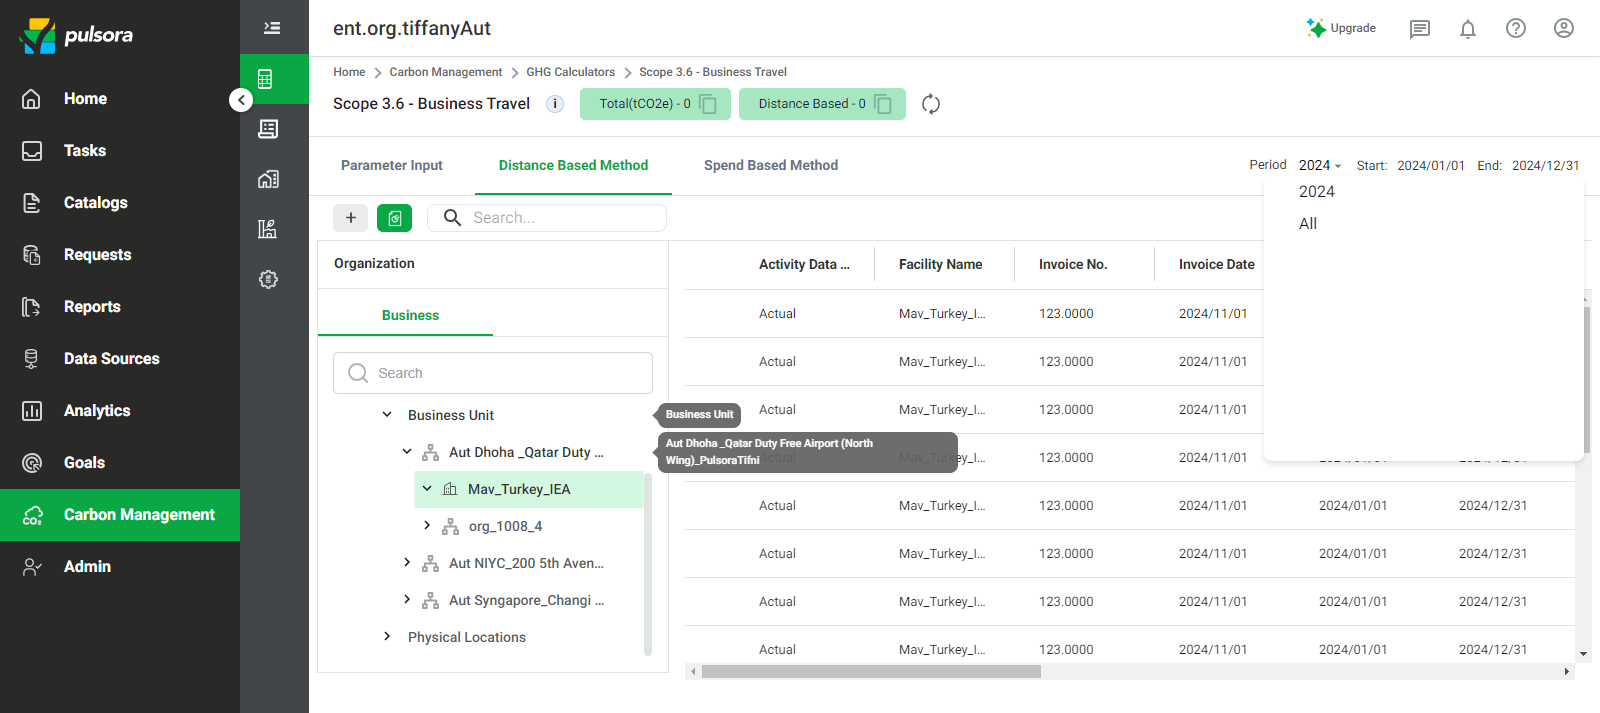 pulsora
Home
Tasks
Catalogs
Requests
Reports
Data Sources
Analytics
Goals
Carbon Management
Admin
ent.org.tiffanyAut
Upgrade
Home > Carbon Management > GHG Calculators > Scope 3.6 - Business Travel
Scope 3.6 - Business Travel
Total(tCO2e) - 0
Distance Based - 0
Parameter Input
Distance Based Method
Spend Based Method
Period 2024 Start: 2024/01/01 End: 2024/12/31
2024
All
Search...
Organization
Business
Search
Business Unit
Aut Dhoha _Qatar Duty ...
Mav_Turkey_IEA
org_1008_4
Aut NIYC_200 5th Aven...
Aut Syngapore_Changi ...
Physical Locations
Business Unit
Aut Dhoha _Qatar Duty Free Airport (North
Wing)_PulsoraTifni
Activity Data ... Facility Name Invoice No. Invoice Date
Actual Mav_Turkey_I... 123.0000 2024/11/01
Actual Mav_Turkey_I... 123.0000 2024/11/01
Actual Mav_Turkey_I... 123.0000 2024/11/01
Mav_Turkey_I... 123.0000 2024/11/01 2024/01/01 2024/12/31
Actual Mav_Turkey_I... 123.0000 2024/11/01 2024/01/01 2024/12/31
Actual Mav_Turkey_I... 123.0000 2024/11/01 2024/01/01 2024/12/31
Actual Mav_Turkey_I... 123.0000 2024/11/01 2024/01/01 2024/12/31
Actual Mav_Turkey_I... 123.0000 2024/11/01 2024/01/01 2024/12/31